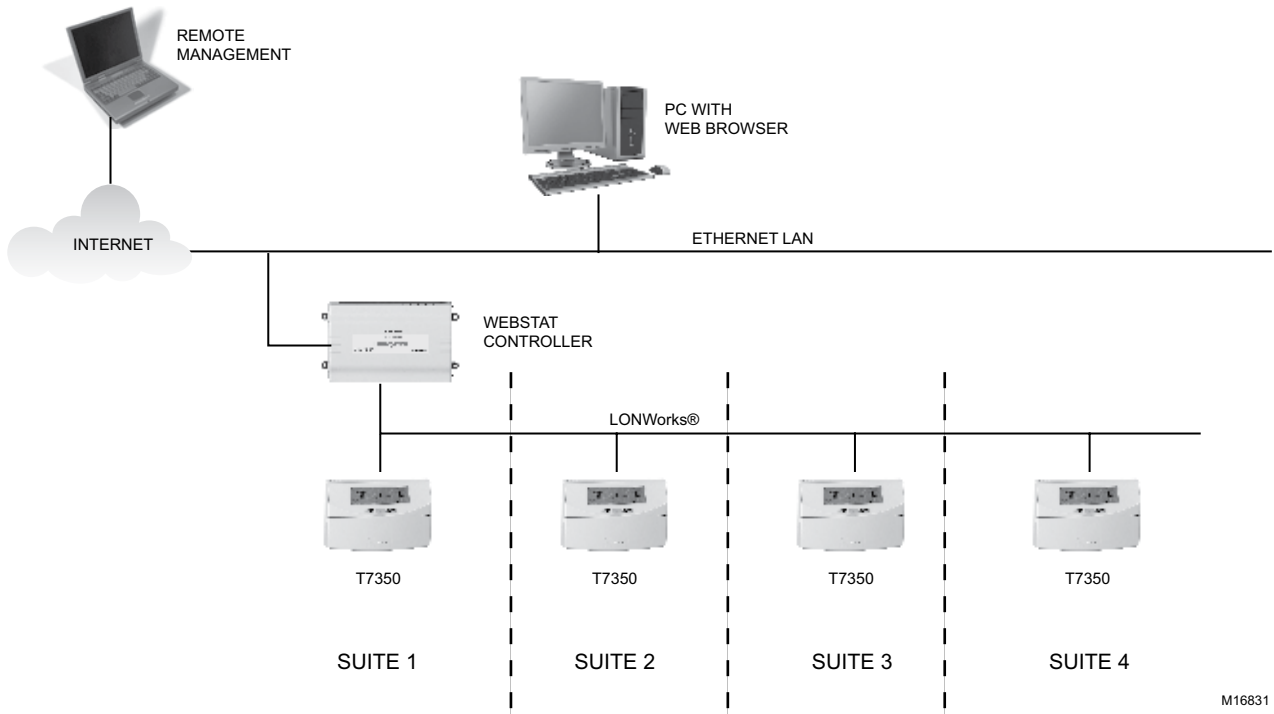 REMOTE
MANAGEMENT
PC WITH
WEB BROWSER
INTERNET
ETHERNET LAN
WEBSTAT
CONTROLLER
LONWorks®
T7350
T7350
T7350
T7350
SUITE 1
SUITE 2
SUITE 3
SUITE 4
M16831